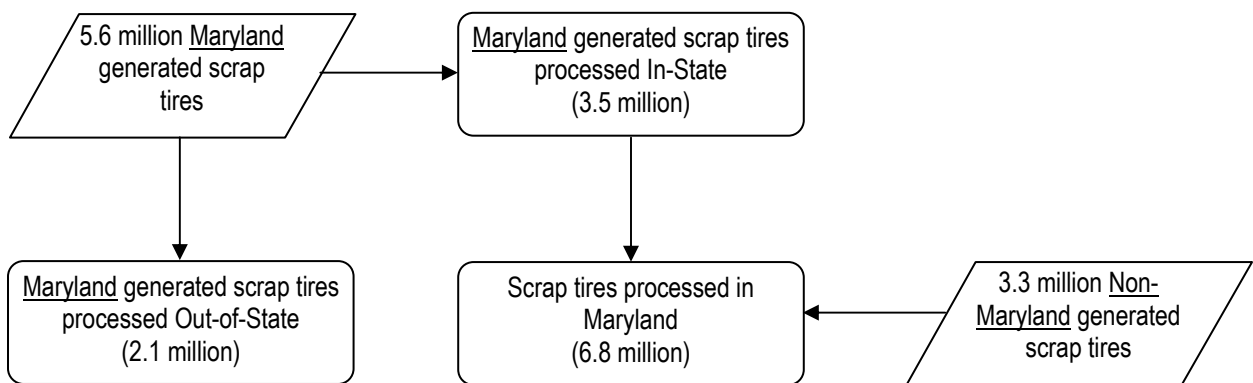 5.6 million Maryland
generated scrap
tires
Maryland generated scrap tires
processed In-State
(3.5 million)
Maryland generated scrap tires
processed Out-of-State
(2.1 million)
Scrap tires processed in
Maryland
(6.8 million)
3.3 million Non-
Maryland generated
scrap tires